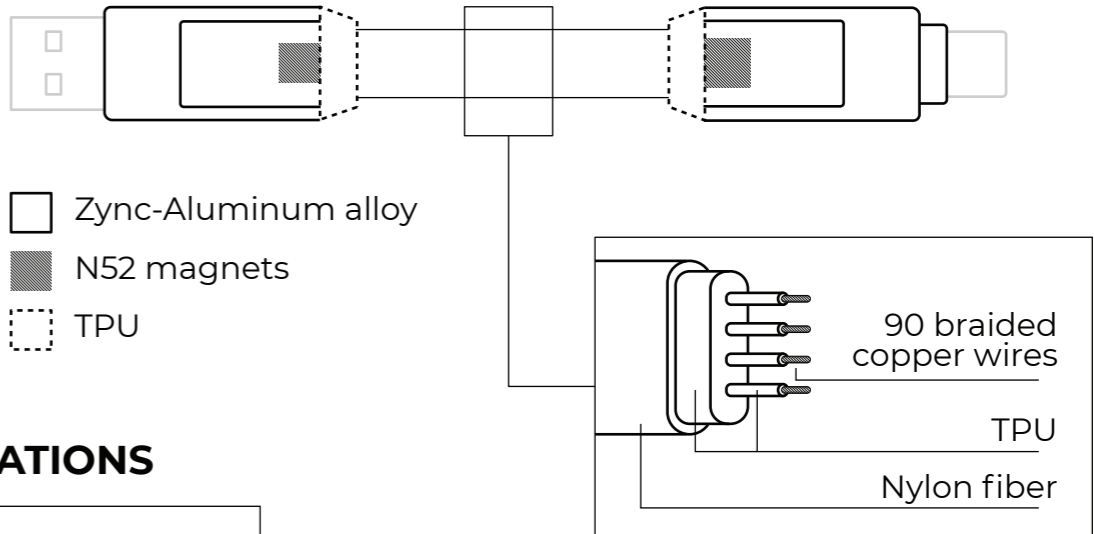 Zync-Aluminum alloy
N52 magnets
TPU
90 braided
copper wires
TPU
Nylon fiber
ATIONS